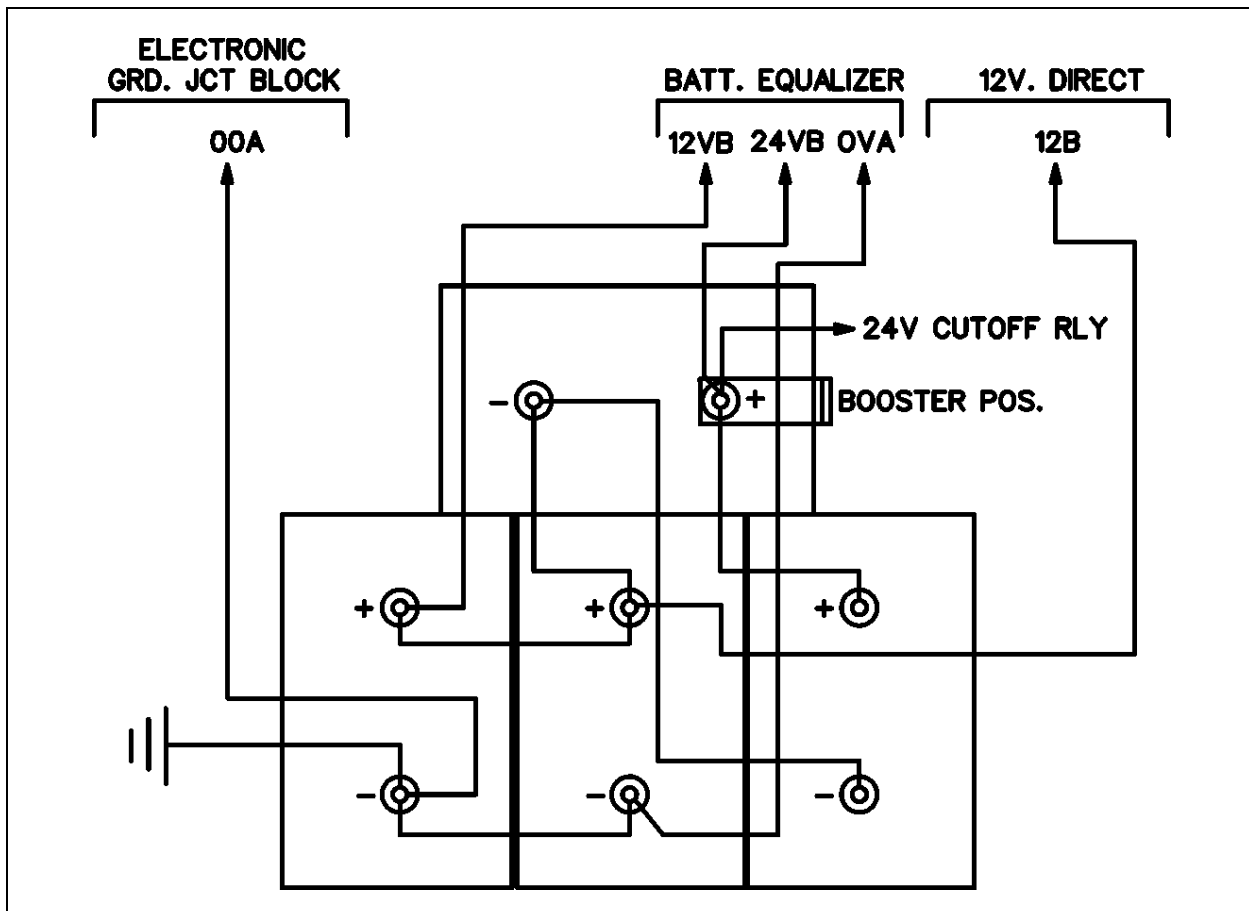 ELECTRONIC
GRD. JCT BLOCK
BATT. EQUALIZER
12V. DIRECT
00A
12VB
24VB
0VA
12B
24V CUTOFF RLY
-
+
BOOSTER POS.
+
+
+
-
-
-